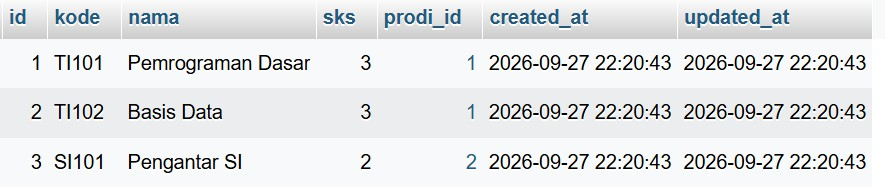 id kode nama sks prodi_id created_at updated_at
1 TI101 Pemrograman Dasar 3 1 2026-09-27 22:20:43 2026-09-27 22:20:43
2 TI102 Basis Data 3 1 2026-09-27 22:20:43 2026-09-27 22:20:43
3 SI101 Pengantar SI 2 2 2026-09-27 22:20:43 2026-09-27 22:20:43